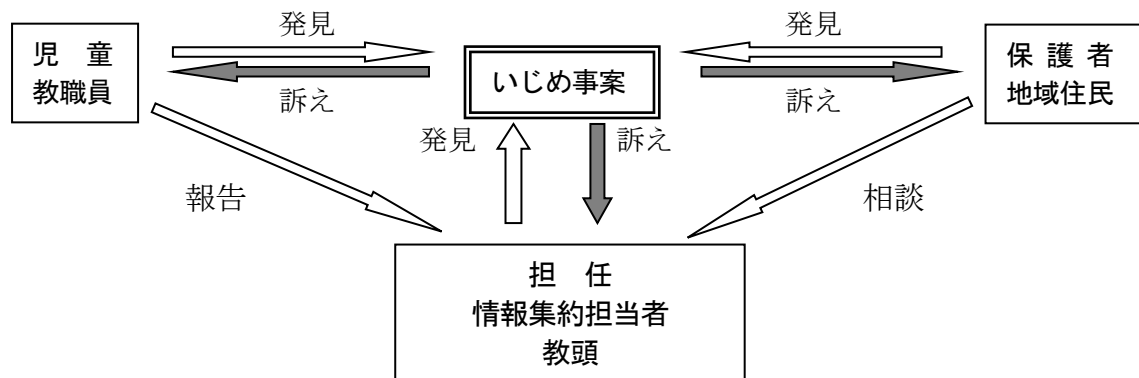 発見
発見
児　童
教職員
いじめ事案
保 護 者
地域住民
訴え
訴え
発見
訴え
報告
相談
担　任
情報集約担当者
教頭